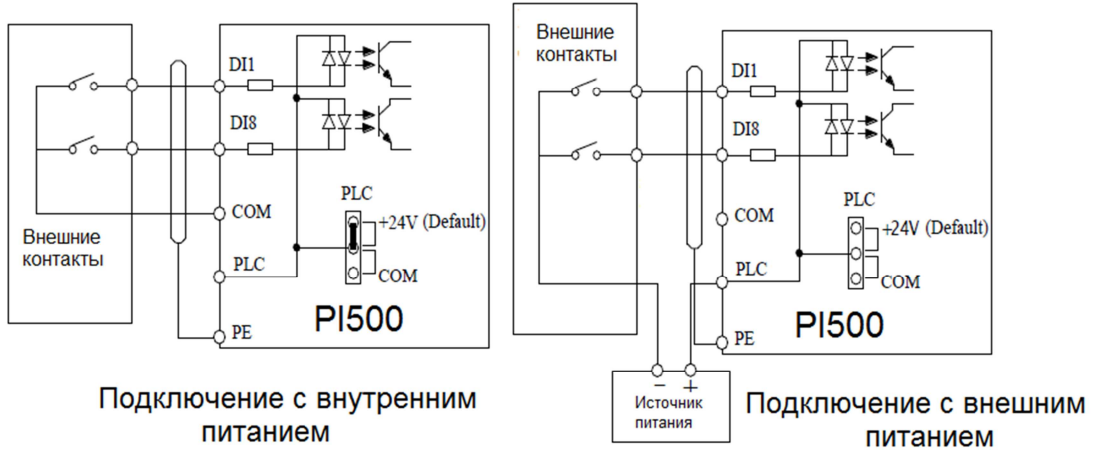 DI1
DI8
COM
PLC
+24V (Default)
Внешние
контакты
PLC
COM
PI500
PE
Подключение с внутренним
питанием
Внешние
контакты
DI1
DI8
COM
PLC
+24V (Default)
PLC
COM
PI500
PE
− +
Источник
питания
Подключение с внешним
питанием